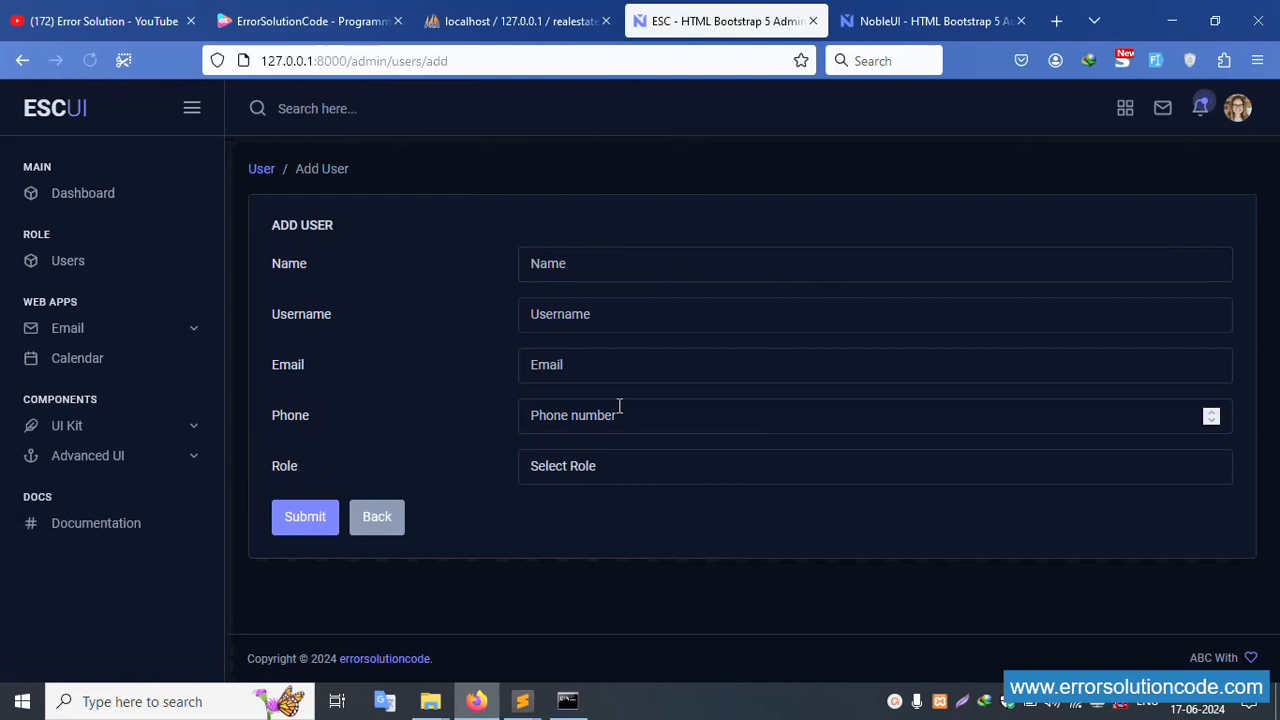 (172) Error Solution - YouTube
ErrorSolutionCode - Programm
localhost / 127.0.0.1 / realestate
ESC - HTML Bootstrap 5 Admin
NobleUI - HTML Bootstrap 5 Ad
127.0.0.1:8000/admin/users/add
Search
New
ESCUI
Search here...
MAIN
Dashboard
ROLE
Users
WEB APPS
Email
Calendar
COMPONENTS
UI Kit
Advanced UI
DOCS
Documentation
User / Add User
ADD USER
Name Name
Username Username
Email Email
Phone Phone number
Role Select Role
Submit Back
Copyright © 2024 errorsolutioncode.
ABC With
www.errorsolutioncode.com
Type here to search
17-06-2024